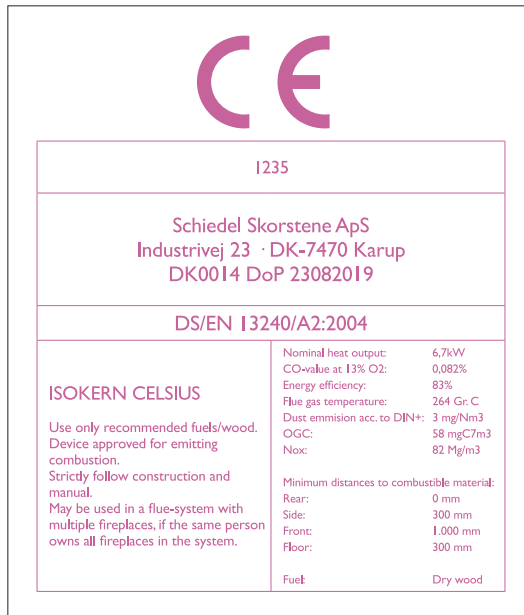 CE
1235
Schiedel Skorstene ApS
Industrivej 23 · DK-7470 Karup
DK0014 DoP 23082019
DS/EN 13240/A2:2004
ISOKERN CELSIUS
Use only recommended fuels/wood.
Device approved for emitting
combustion.
Strictly follow construction and
manual.
May be used in a flue-system with
multiple fireplaces, if the same person
owns all fireplaces in the system.
Nominal heat output: 6,7kW
CO-value at 13% O2: 0,082%
Energy efficiency: 83%
Flue gas temperature: 264 Gr. C
Dust emmision acc. to DIN+: 3 mg/Nm3
OGC: 58 mgC7m3
Nox: 82 Mg/m3
Minimum distances to combustible material:
Rear: 0 mm
Side: 300 mm
Front: 1.000 mm
Floor: 300 mm
Fuel: Dry wood